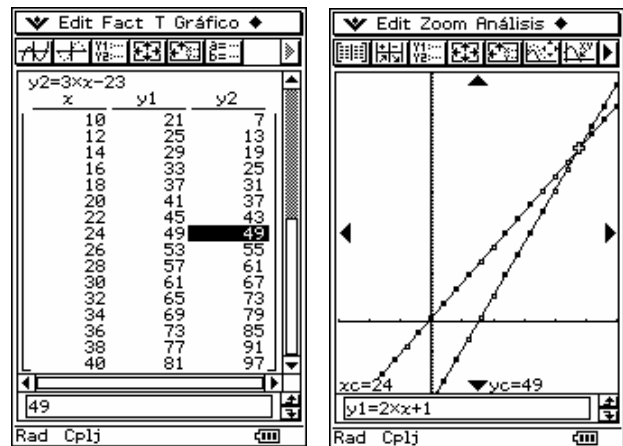 Edit Fact T Gráfico
y2=3×x-23
x y1 y2
10 21 7
12 25 13
14 29 19
16 33 25
18 37 31
20 41 37
22 45 43
24 49 49
26 53 55
28 57 61
30 61 67
32 65 73
34 69 79
36 73 85
38 77 91
40 81 97
49
Rad Cplj
Edit Zoom Análisis
xc=24 yc=49
y1=2×x+1
Rad Cplj